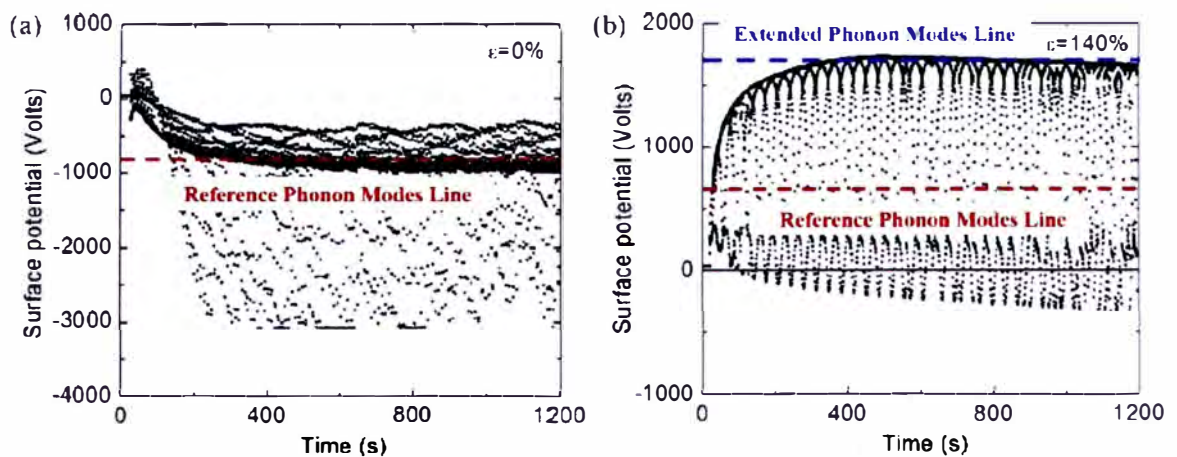 (a)
ε=0%
Surface potential (Volts)
1000
0
-1000
-2000
-3000
-4000
Reference Phonon Modes Line
0
400
800
1200
Time (s)
(b)
Extended Phonon Modes Line
ε=140%
Surface potential (Volts)
2000
1000
0
-1000
Reference Phonon Modes Line
0
400
800
1200
Time (s)